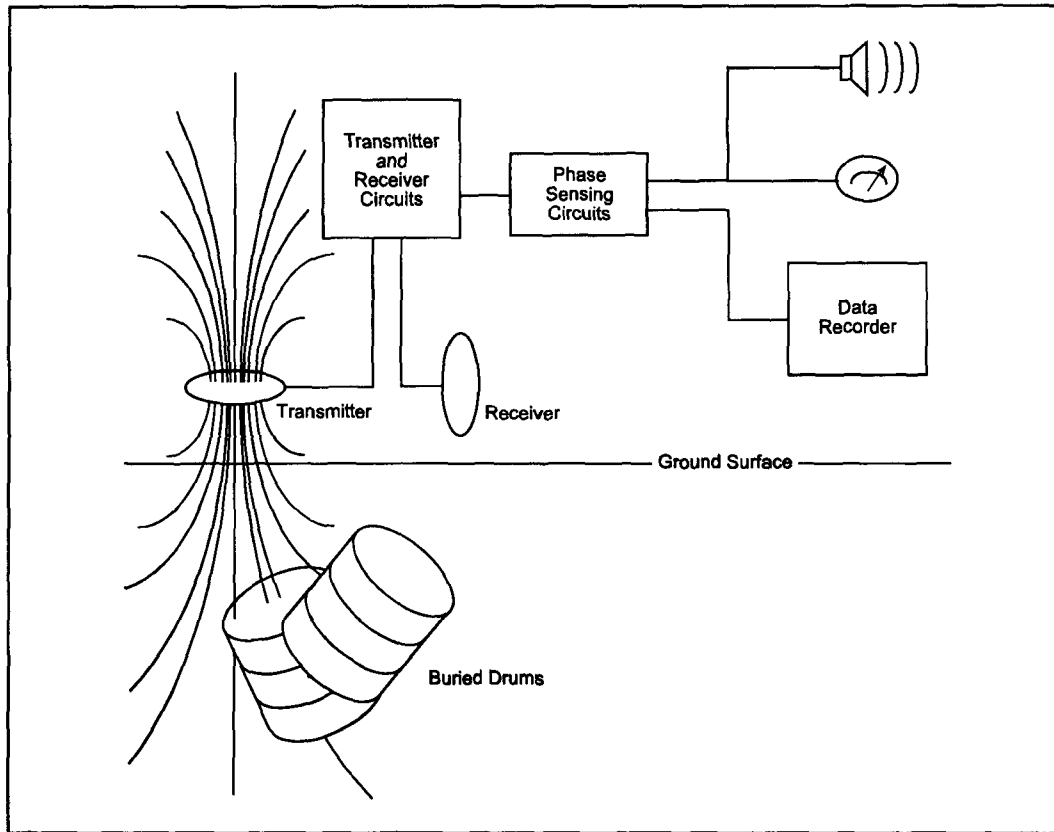 Transmitter
and
Receiver
Circuits
Phase
Sensing
Circuits
Data
Recorder
Transmitter
Receiver
Ground Surface
Buried Drums